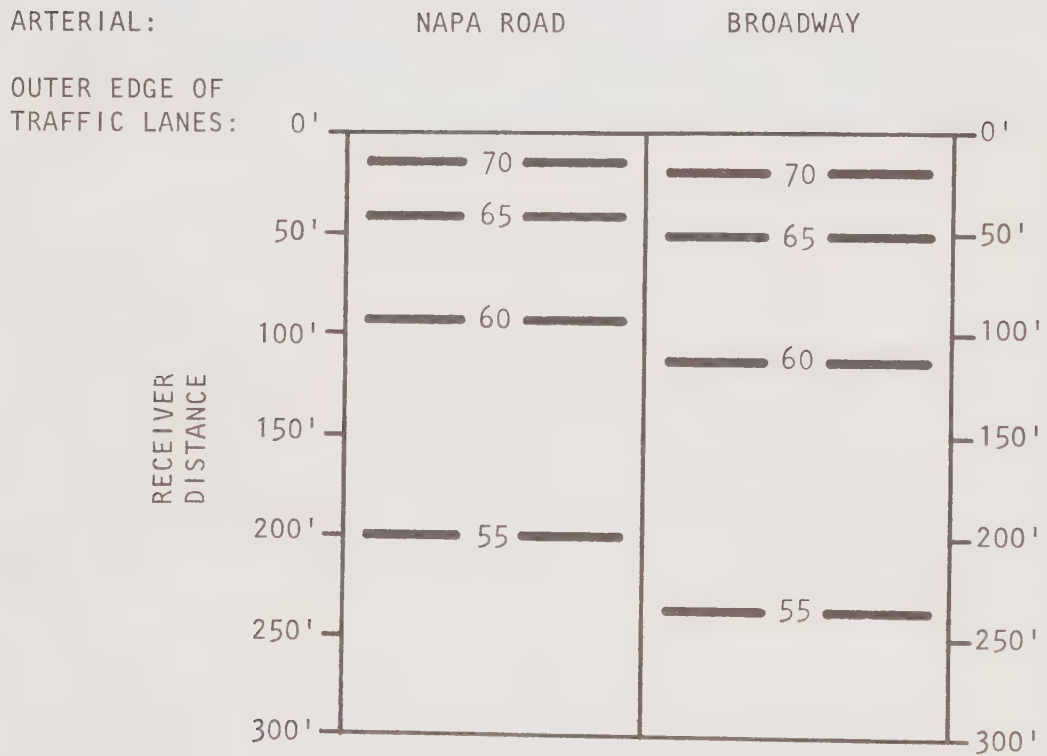 ARTERIAL: NAPA ROAD BROADWAY
OUTER EDGE OF
TRAFFIC LANES: 0' 0'
70 70
65 65
50' 50'
60
100' 100'
60
RECEIVER
DISTANCE
150' 150'
200' 55 200'
55
250' 250'
300' 300'